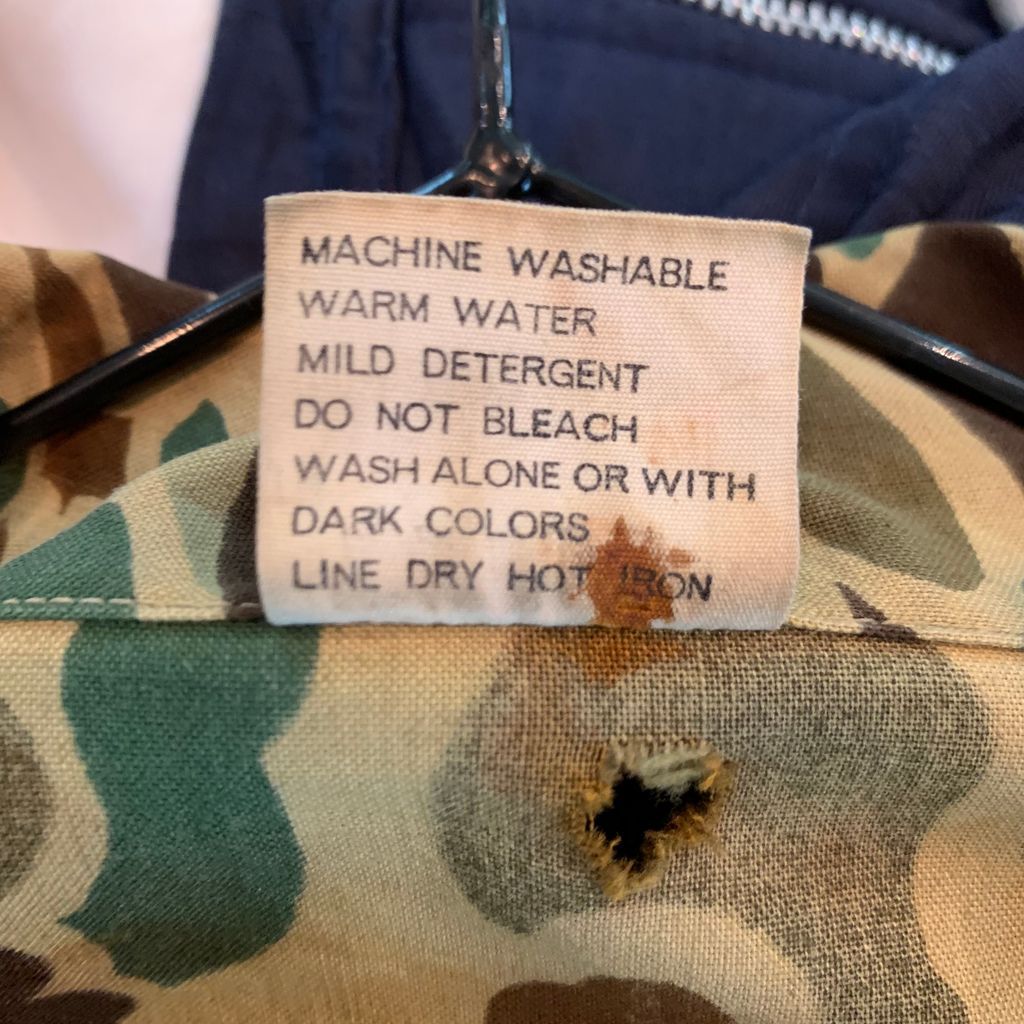 MACHINE WASHABLE
WARM WATER
MILD DETERGENT
DO NOT BLEACH
WASH ALONE OR WITH
DARK COLORS
LINE DRY HOT IRON